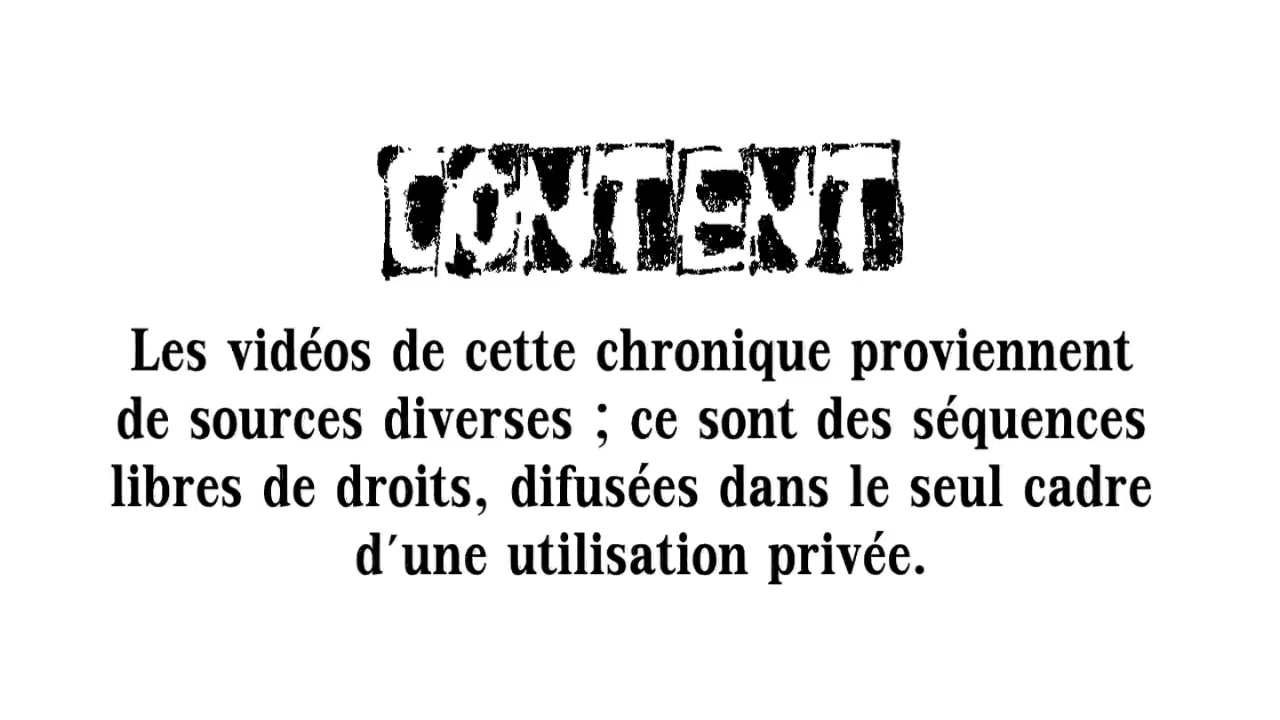 CONTENT
Les vidéos de cette chronique proviennent
de sources diverses ; ce sont des séquences
libres de droits, difusées dans le seul cadre
d´une utilisation privée.